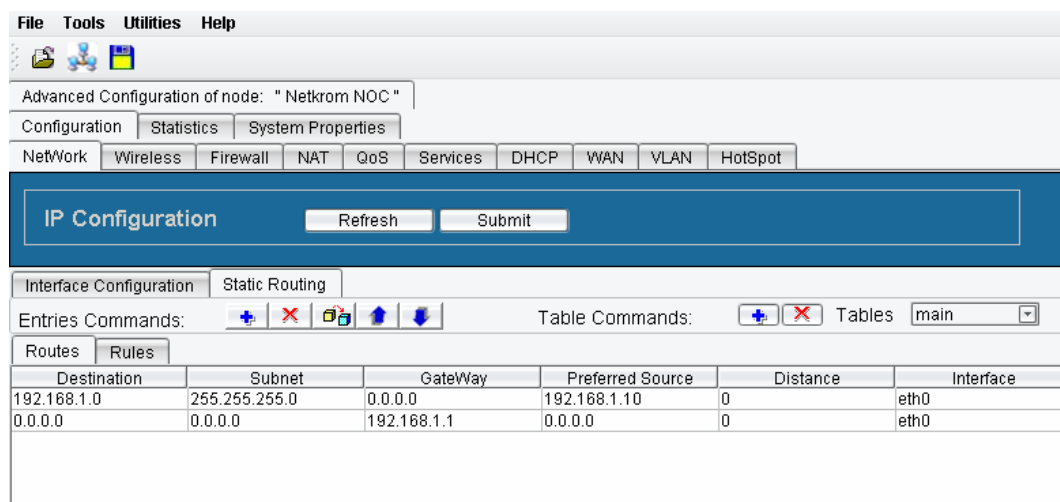 File Tools Utilities Help
Advanced Configuration of node: " Netkrom NOC "
Configuration Statistics System Properties
NetWork Wireless Firewall NAT QoS Services DHCP WAN VLAN HotSpot
IP Configuration Refresh Submit
Interface Configuration Static Routing
Entries Commands: Table Commands: Tables main
Routes Rules
Destination Subnet GateWay Preferred Source Distance Interface
192.168.1.0 255.255.255.0 0.0.0.0 192.168.1.10 0 eth0
0.0.0.0 0.0.0.0 192.168.1.1 0.0.0.0 0 eth0